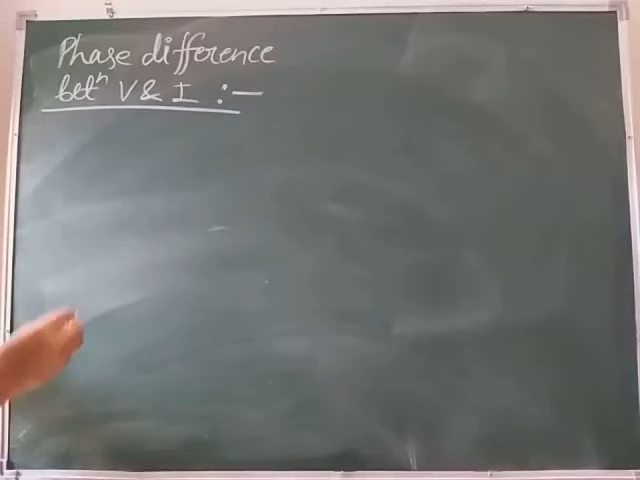 Phase difference
betⁿ V & I :-